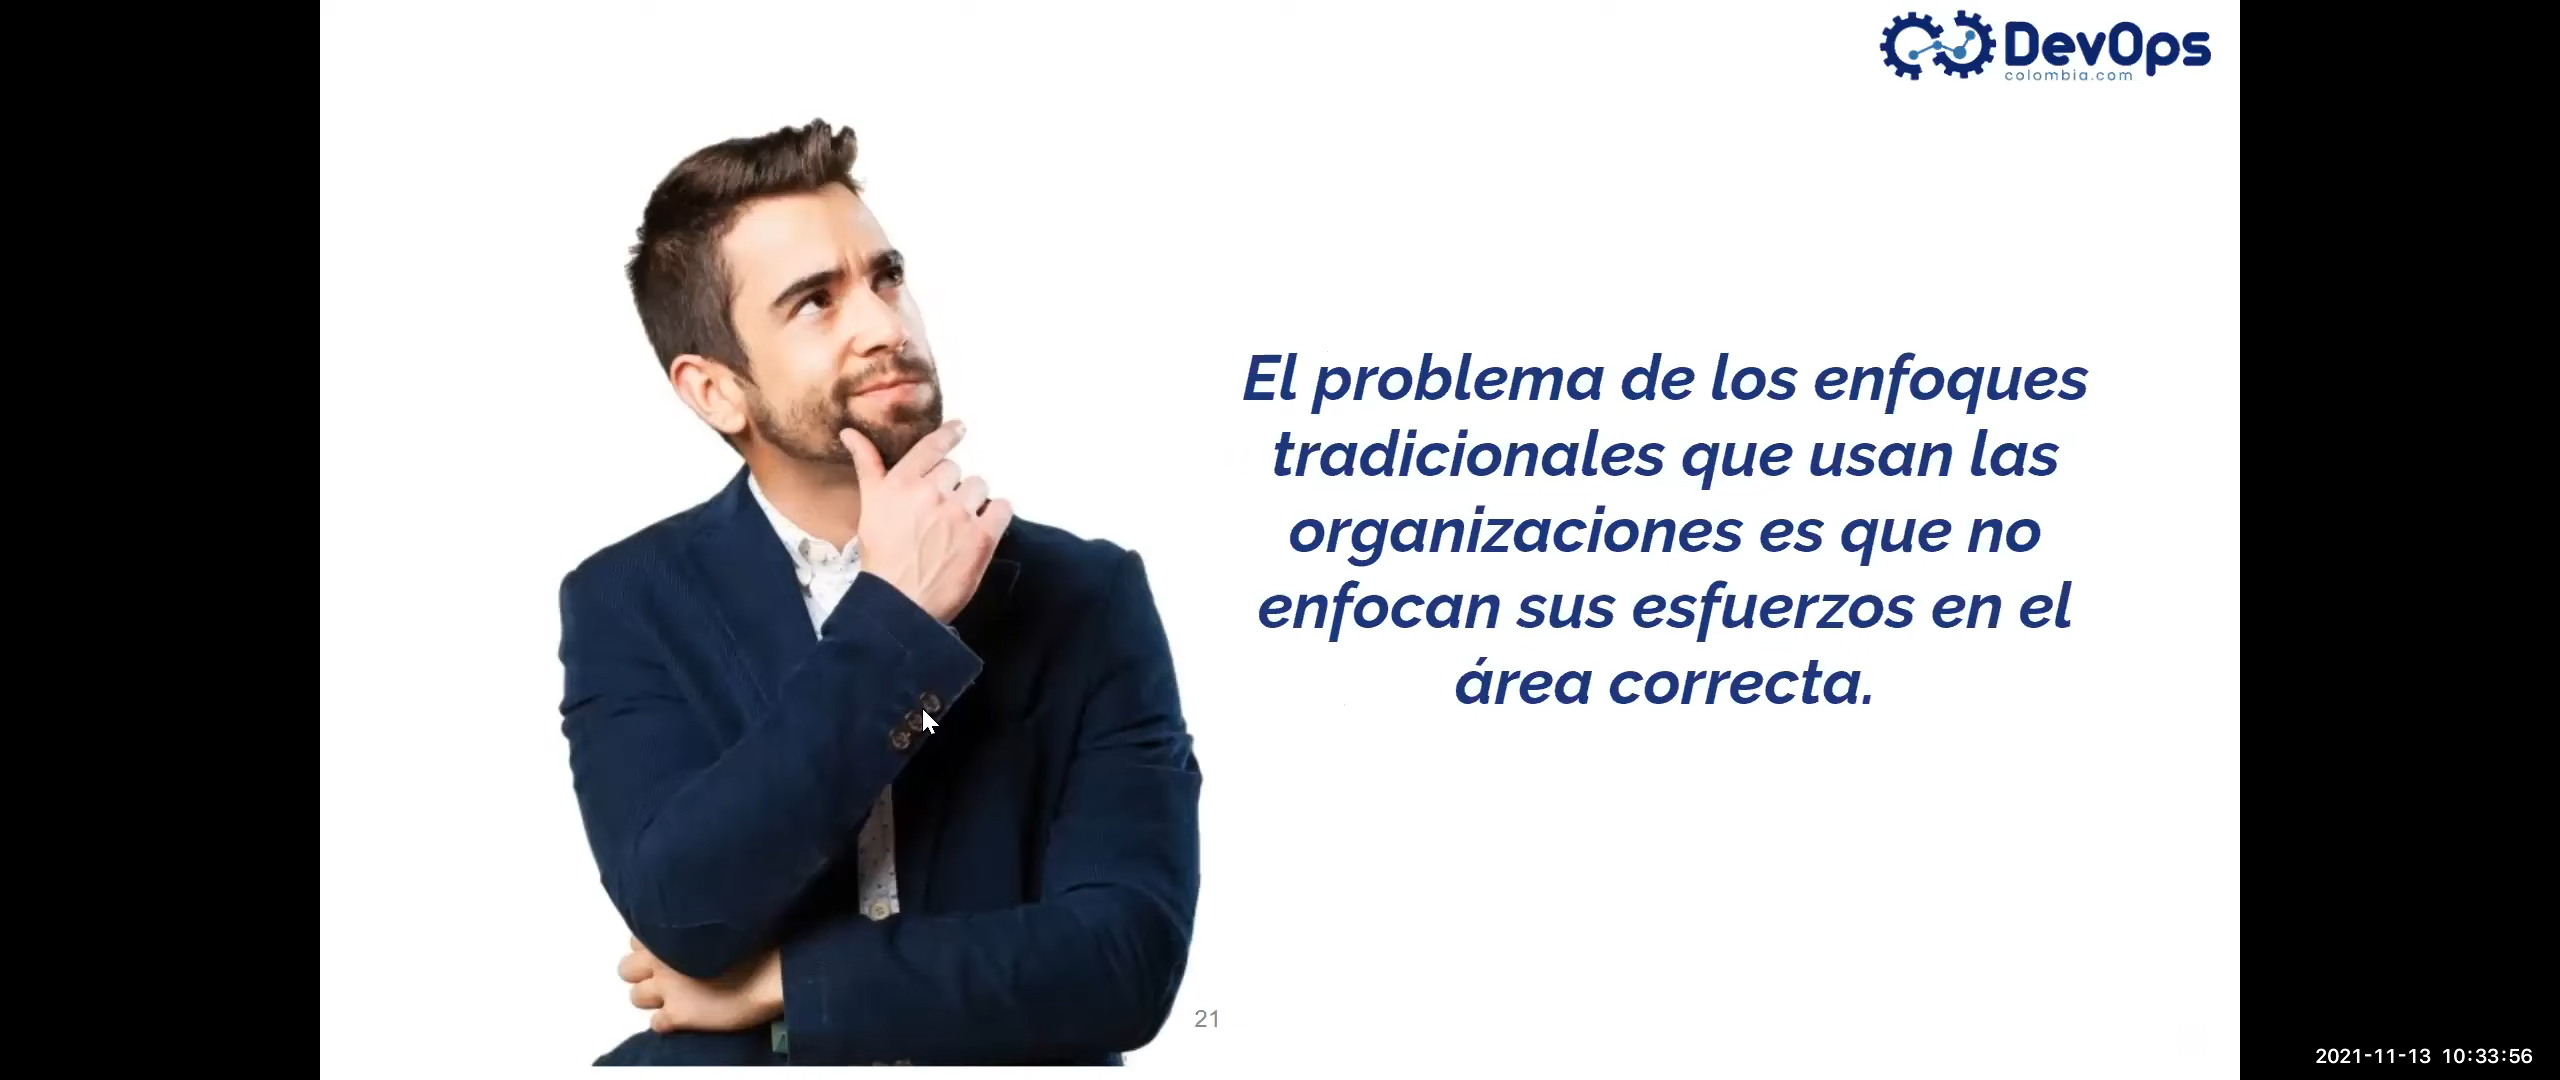 DevOps
colombia.com
El problema de los enfoques
tradicionales que usan las
organizaciones es que no
enfocan sus esfuerzos en el
área correcta.
21
2021-11-13 10:33:56